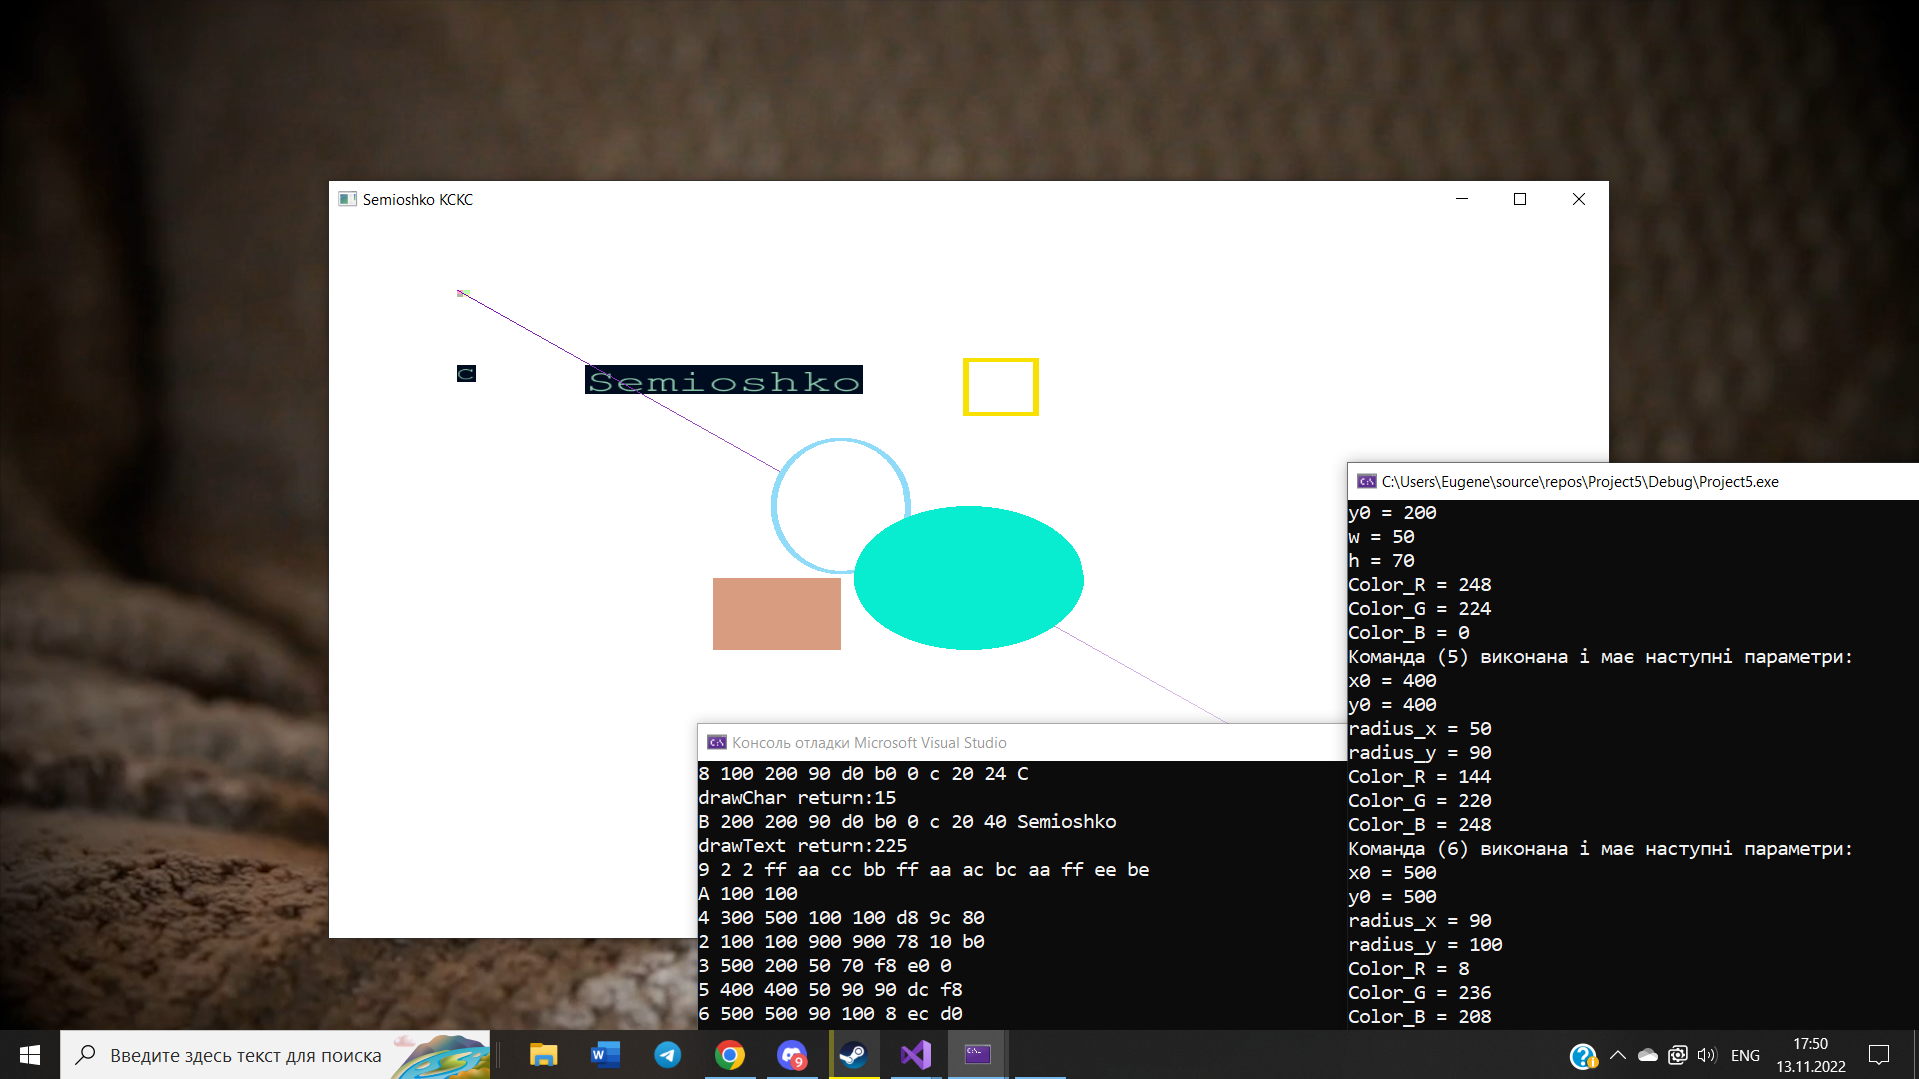 Semioshko КСКС
C
Semioshko
C:\Users\Eugene\source\repos\Project5\Debug\Project5.exe
y0 = 200
w = 50
h = 70
Color_R = 248
Color_G = 224
Color_B = 0
Команда (5) виконана і має наступні параметри:
x0 = 400
y0 = 400
radius_x = 50
radius_y = 90
Color_R = 144
Color_G = 220
Color_B = 248
Команда (6) виконана і має наступні параметри:
x0 = 500
y0 = 500
radius_x = 90
radius_y = 100
Color_R = 8
Color_G = 236
Color_B = 208
Консоль отладки Microsoft Visual Studio
8 100 200 90 d0 b0 0 c 20 24 C
drawChar return:15
B 200 200 90 d0 b0 0 c 20 40 Semioshko
drawText return:225
9 2 2 ff aa cc bb ff aa ac bc aa ff ee be
A 100 100
4 300 500 100 100 d8 9c 80
2 100 100 900 900 78 10 b0
3 500 200 50 70 f8 e0 0
5 400 400 50 90 90 dc f8
6 500 500 90 100 8 ec d0
Введите здесь текст для поиска
9
ENG
17:50
13.11.2022